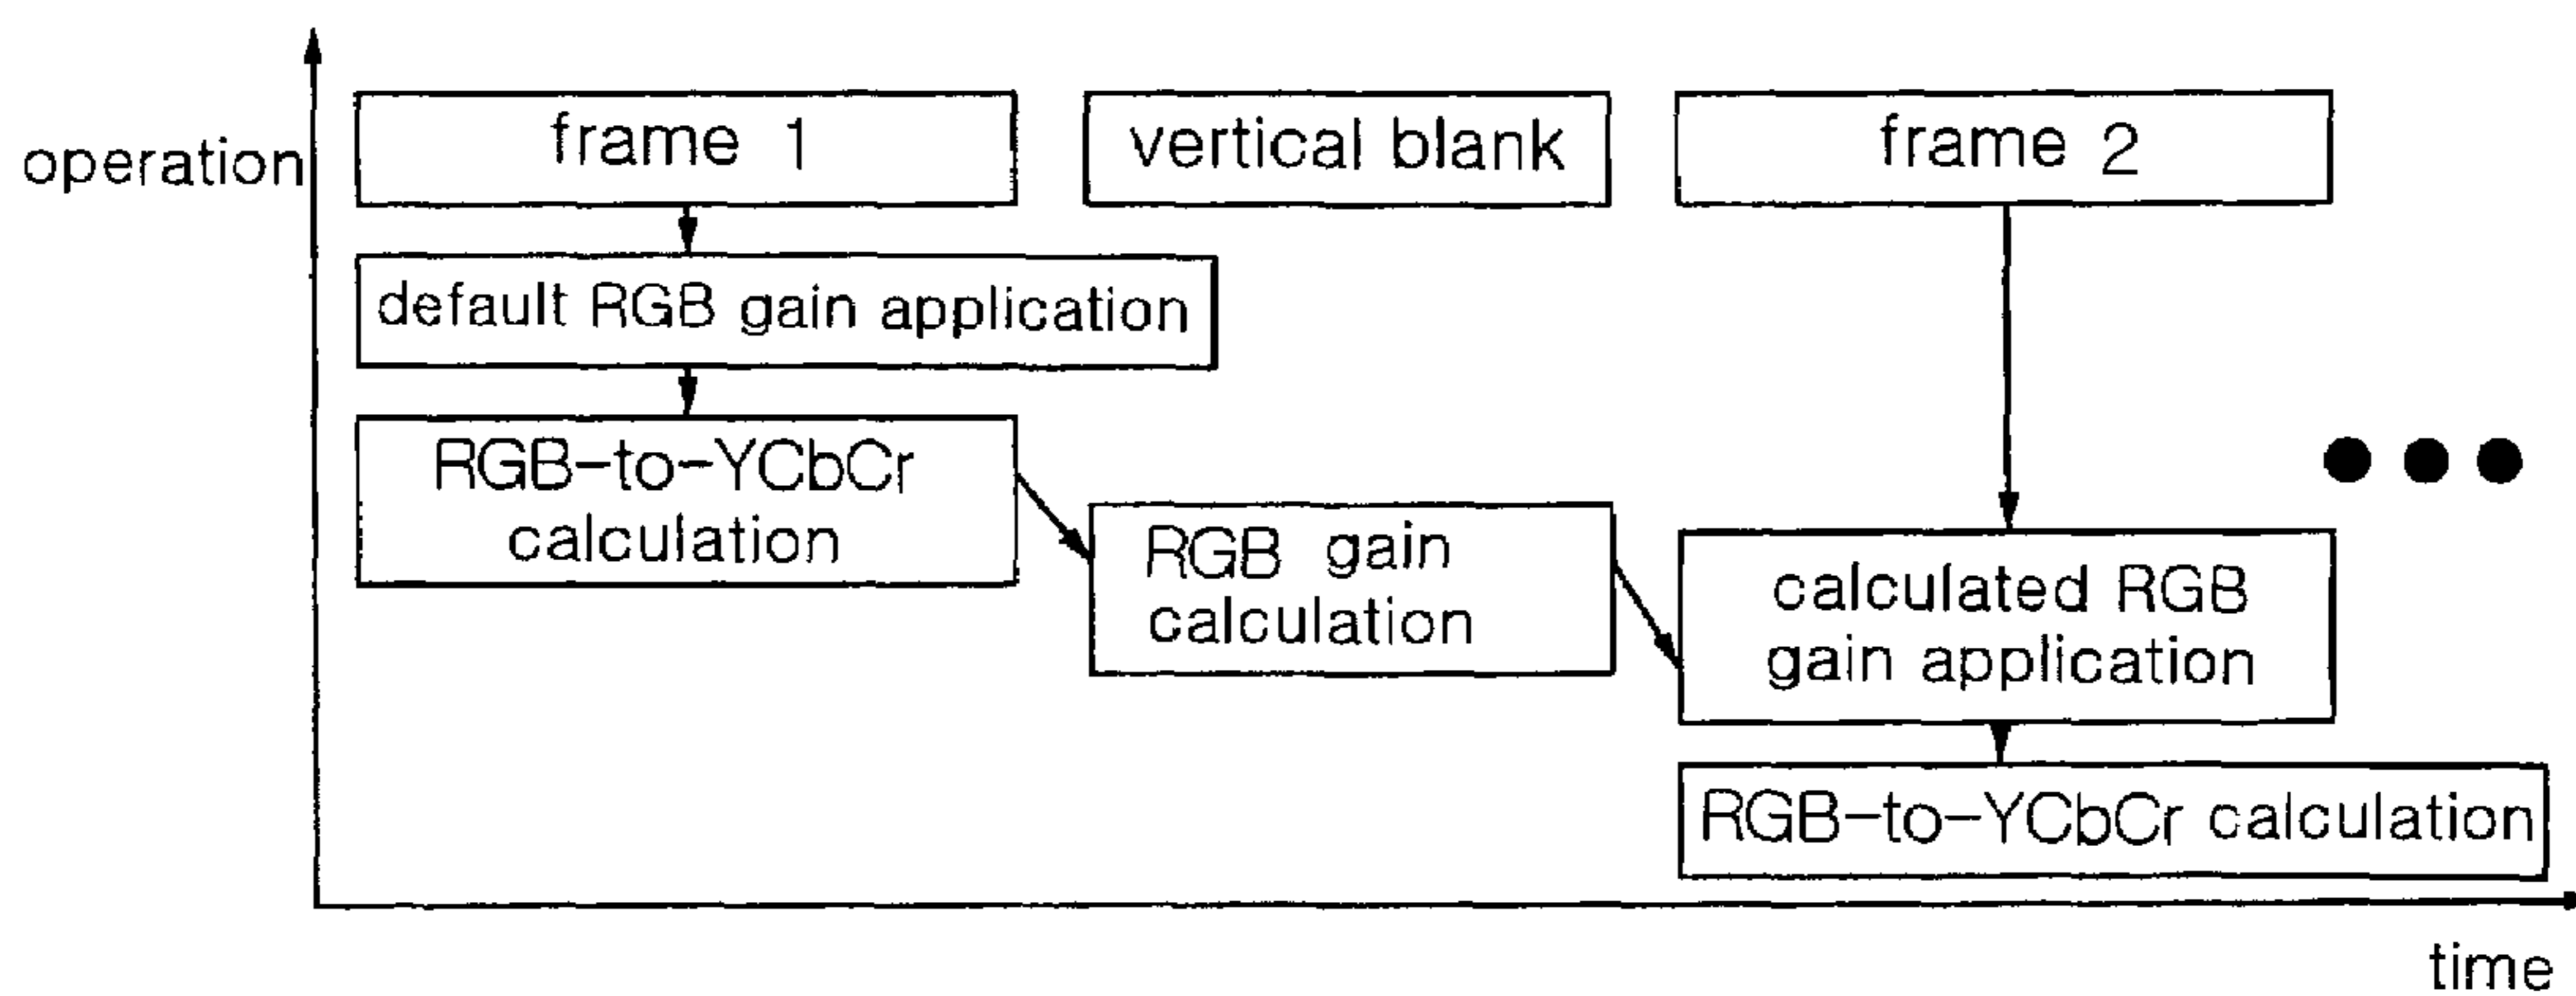 operation
frame 1
vertical blank
frame 2
default RGB gain application
RGB-to-YCbCr
calculation
RGB gain
calculation
calculated RGB
gain application
RGB-to-YCbCr calculation
time